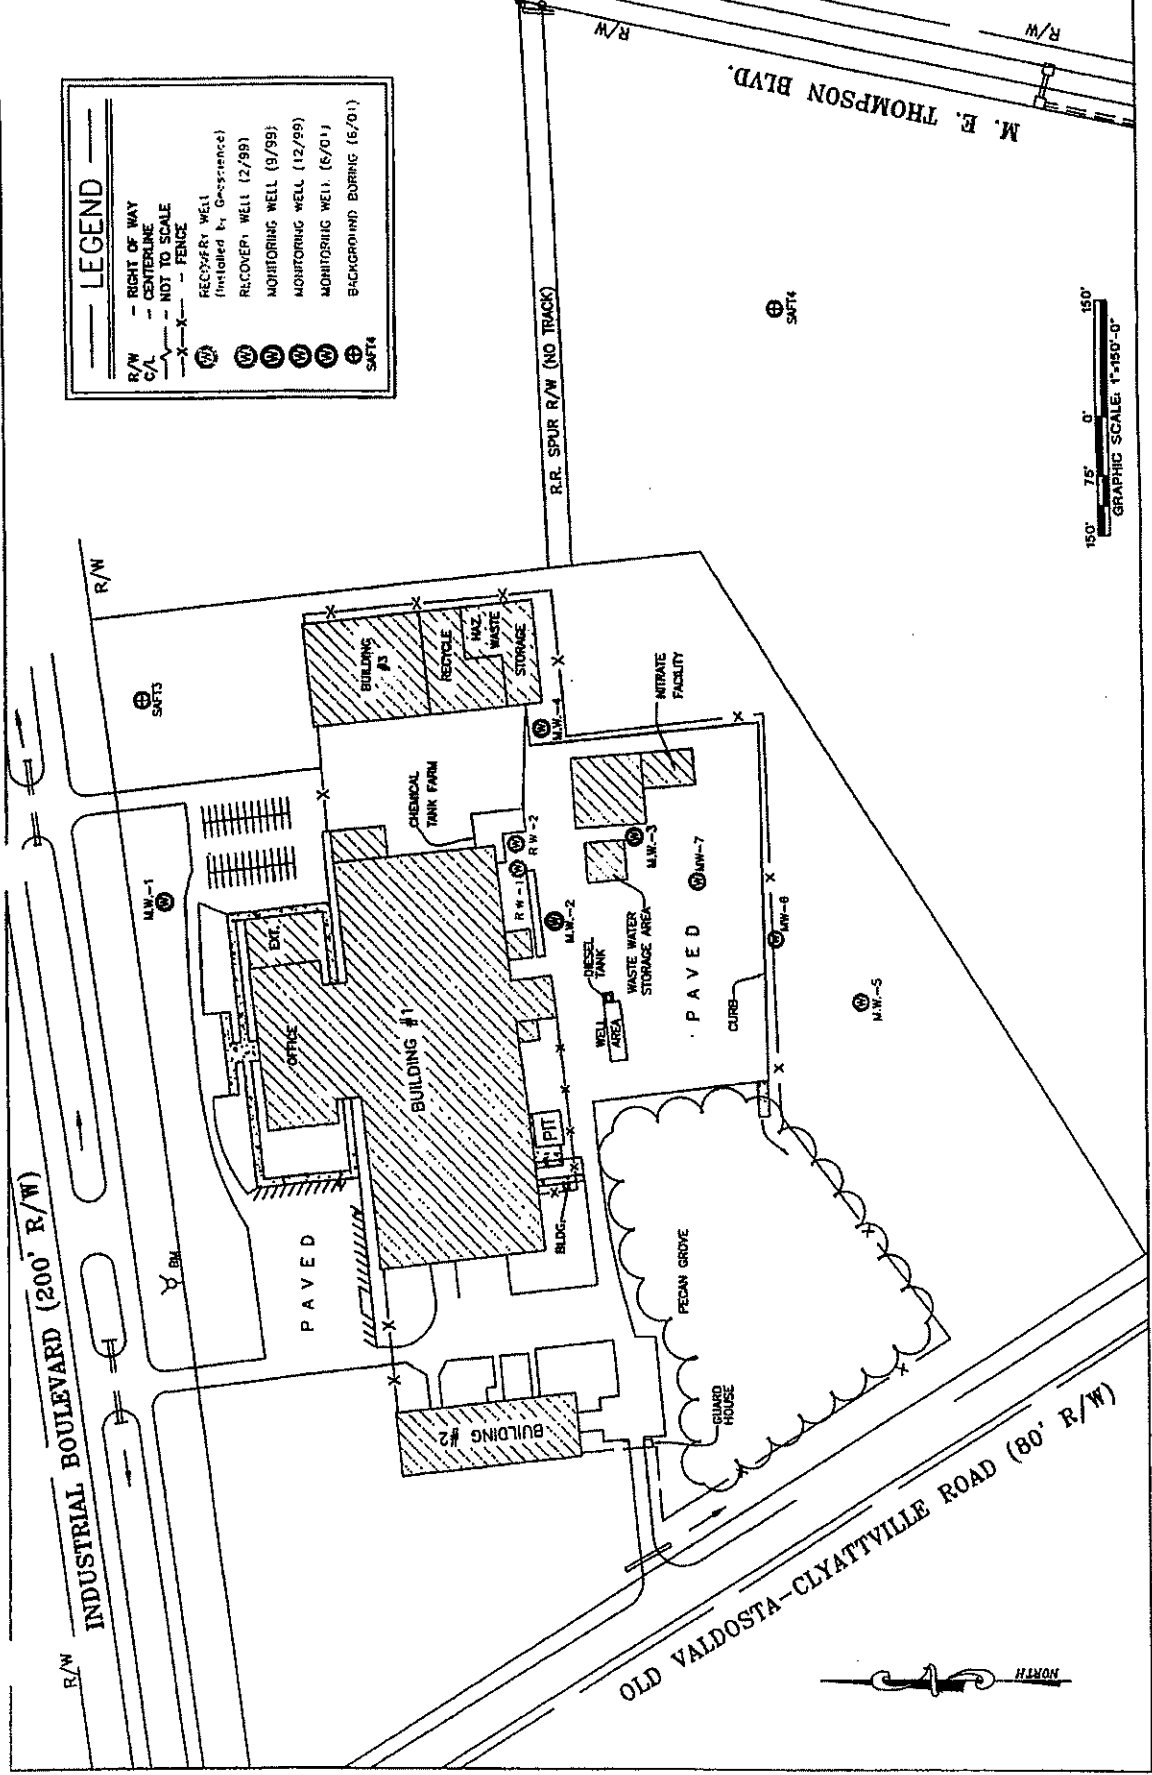 INDUSTRIAL BOULEVARD (200' R/W)
R/W
R/W
LEGEND
R/W - RIGHT OF WAY
C/L - CENTERLINE
- NOT TO SCALE
-X-X- - FENCE
RECOVERY WELL
(Installed by Geoscience)
RECOVERY WELL (2/99)
MONITORING WELL (9/99)
MONITORING WELL (12/99)
MONITORING WELL (6/01)
BACKGROUND BORING (6/01)
SAFT4
BM
M.W.-1
SAFT3
PAVED
OFFICE
EXT.
BUILDING #1
BUILDING #2
BUILDING
#3
RECYCLE
HAZ.
WASTE
STORAGE
CHEMICAL
TANK FARM
RW-1
RW-2
M.W.-2
M.W.-3
M.W.-4
PIT
BLDG.
DIESEL
TANK
WELL
AREA
WASTE WATER
STORAGE AREA
NITRATE
FACILITY
MW-7
PAVED
CURB
MW-6
M.W.-5
PECAN GROVE
GUARD
HOUSE
R.R. SPUR R/W (NO TRACK)
SAFT4
R/W
R/W
M. E. THOMPSON BLVD.
OLD VALDOSTA-CLYATTVILLE ROAD (80' R/W)
NORTH
150' 75' 0' 150'
GRAPHIC SCALE: 1"=150'-0"